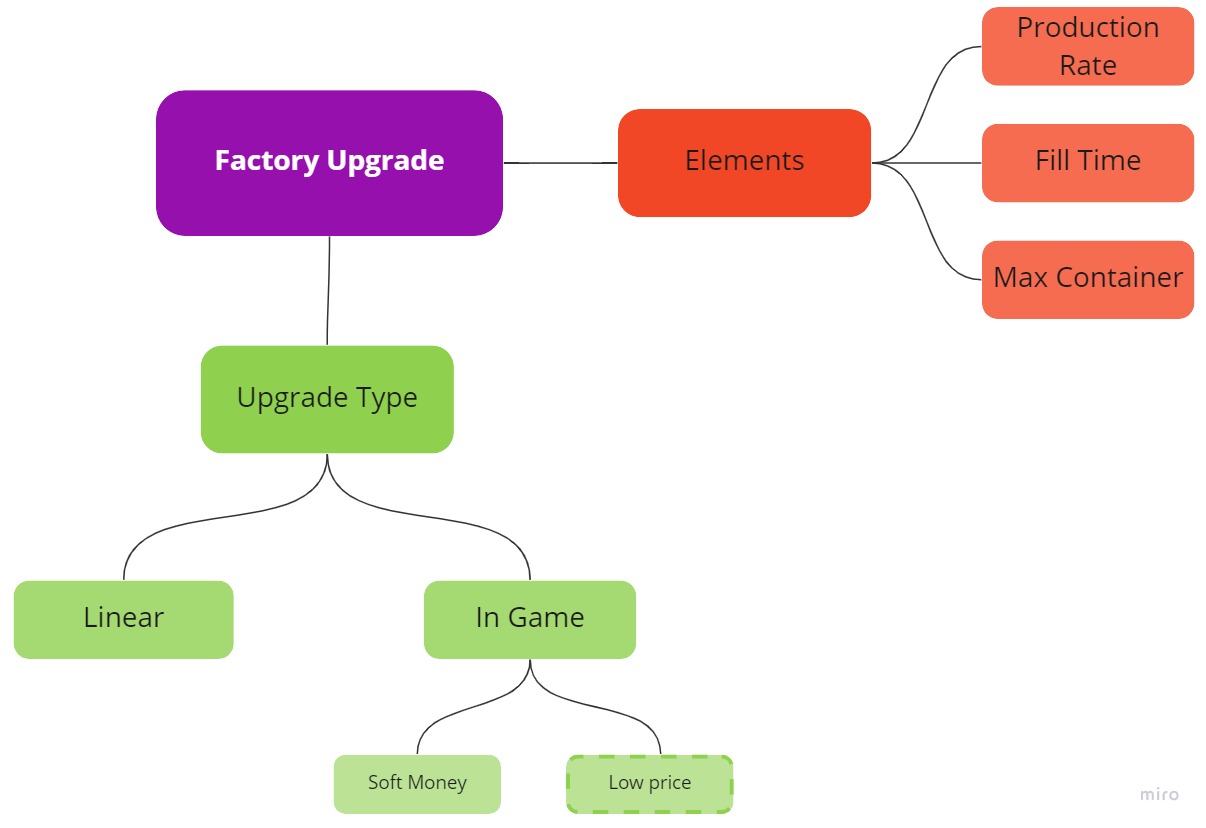 Production
Rate
Factory Upgrade
Elements
Fill Time
Max Container
Upgrade Type
Linear
In Game
Soft Money
Low price
miro